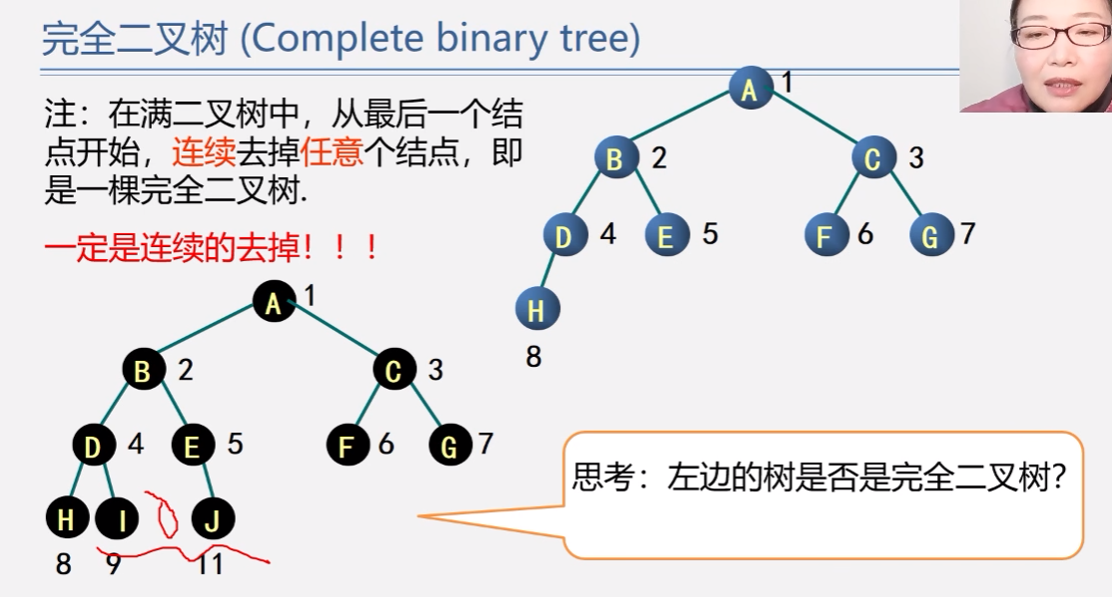 完全二叉树 (Complete binary tree)
注：在满二叉树中，从最后一个结
点开始，连续去掉任意个结点，即
是一棵完全二叉树.
一定是连续的去掉！！！
A 1
B 2 C 3
D 4 E 5 F 6 G 7
H
8
A 1
B 2 C 3
D 4 E 5 F 6 G 7
H I J
8 9 11
思考：左边的树是否是完全二叉树？